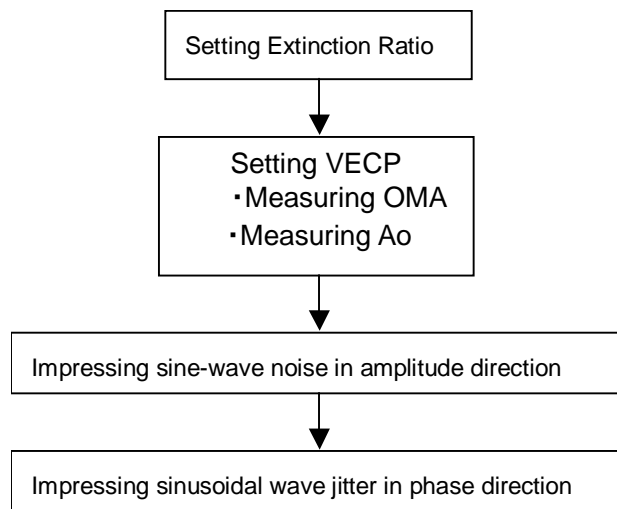 Setting Extinction Ratio
Setting VECP
・Measuring OMA
・Measuring Ao
Impressing sine-wave noise in amplitude direction
Impressing sinusoidal wave jitter in phase direction